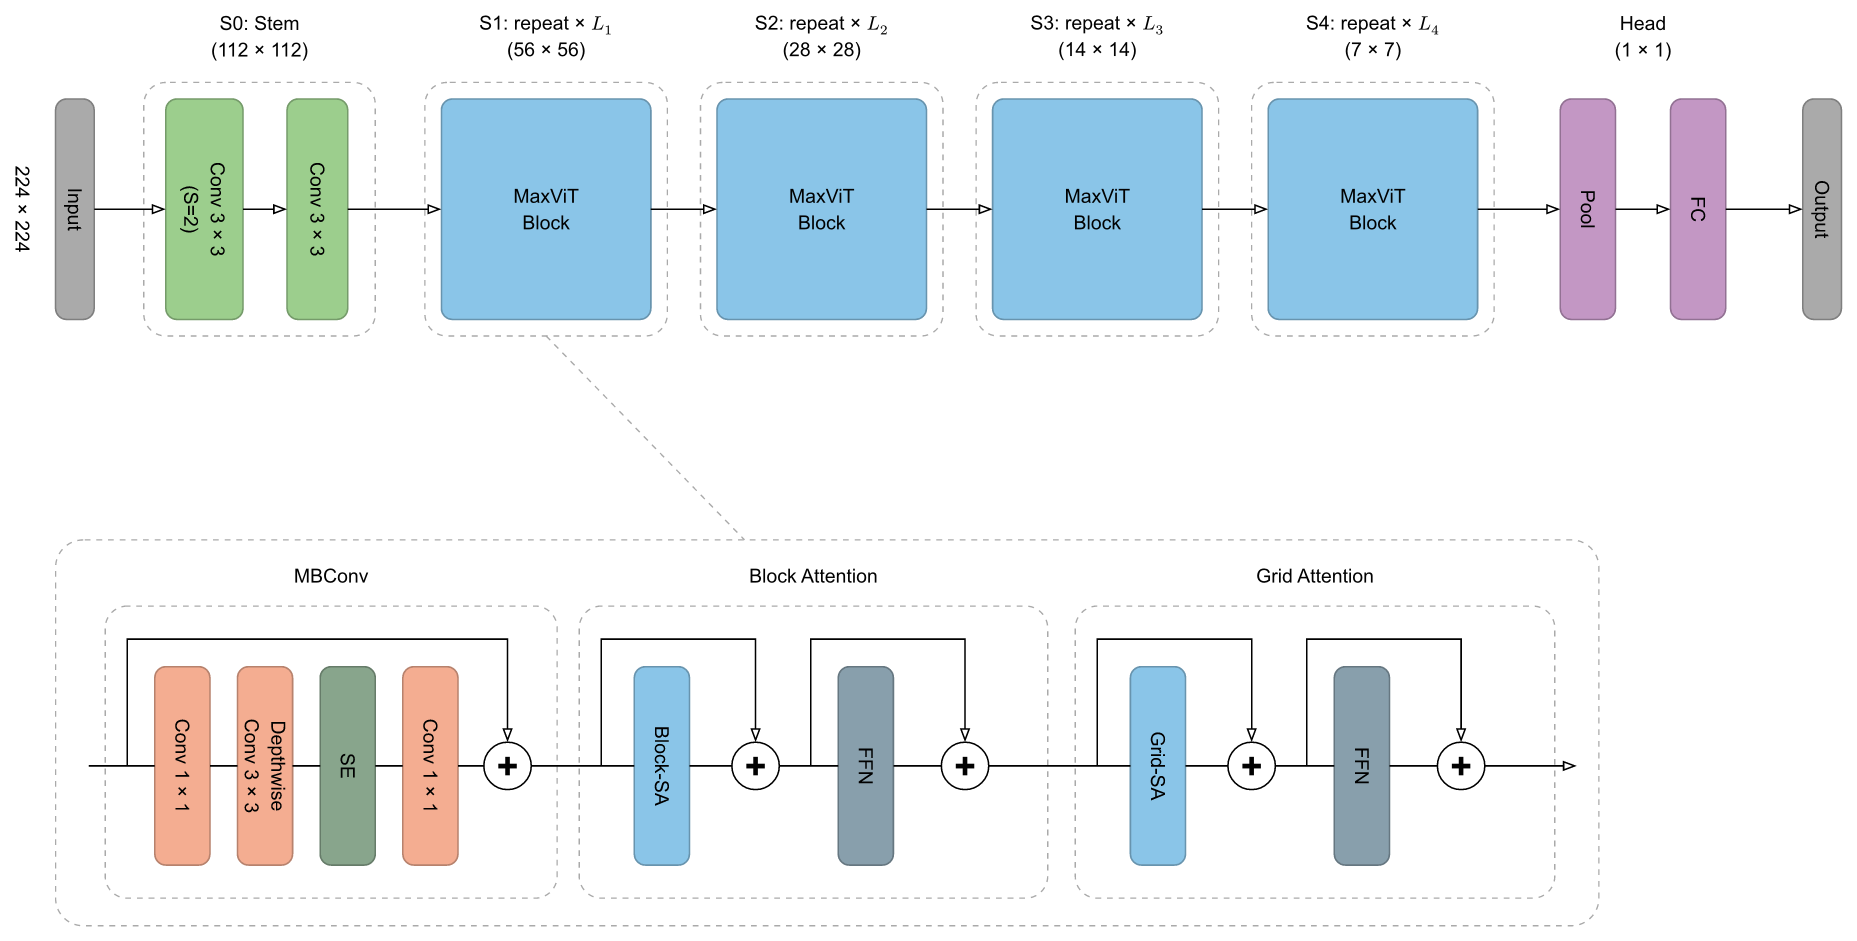 S0: Stem
(112 × 112)
S1: repeat × L₁
(56 × 56)
S2: repeat × L₂
(28 × 28)
S3: repeat × L₃
(14 × 14)
S4: repeat × L₄
(7 × 7)
Head
(1 × 1)
224 × 224
Input
Conv 3 × 3
(S=2)
Conv 3 × 3
MaxViT
Block
MaxViT
Block
MaxViT
Block
MaxViT
Block
Pool
FC
Output
MBConv
Block Attention
Grid Attention
Conv 1 × 1
Depthwise
Conv 3 × 3
SE
Conv 1 × 1
+
Block-SA
+
FFN
+
Grid-SA
+
FFN
+